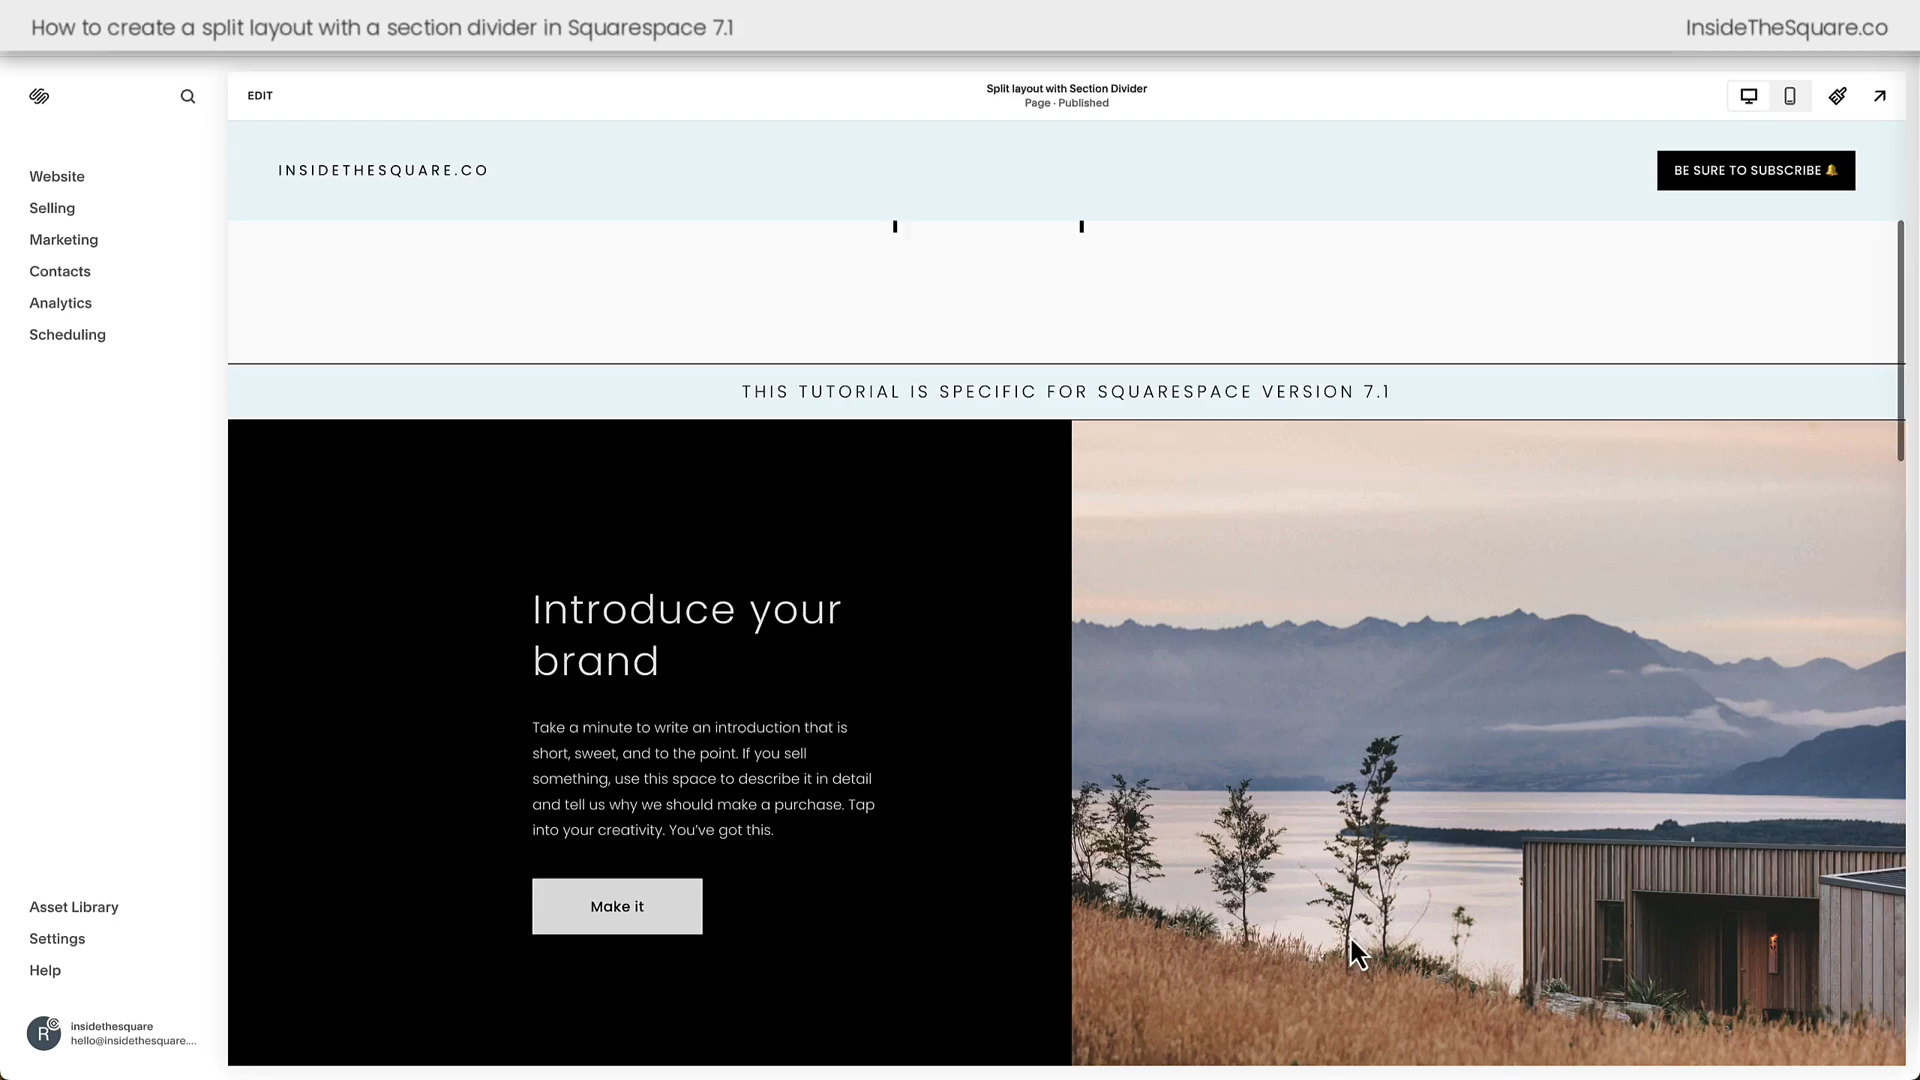 How to create a split layout with a section divider in Squarespace 7.1
InsideTheSquare.co
EDIT
Split layout with Section Divider
Page · Published
INSIDETHESQUARE.CO
BE SURE TO SUBSCRIBE 🔔
Website
Selling
Marketing
Contacts
Analytics
Scheduling
THIS TUTORIAL IS SPECIFIC FOR SQUARESPACE VERSION 7.1
Introduce your
brand
Take a minute to write an introduction that is
short, sweet, and to the point. If you sell
something, use this space to describe it in detail
and tell us why we should make a purchase. Tap
into your creativity. You've got this.
Make it
Asset Library
Settings
Help
R
insidethesquare
hello@insidethesquare....